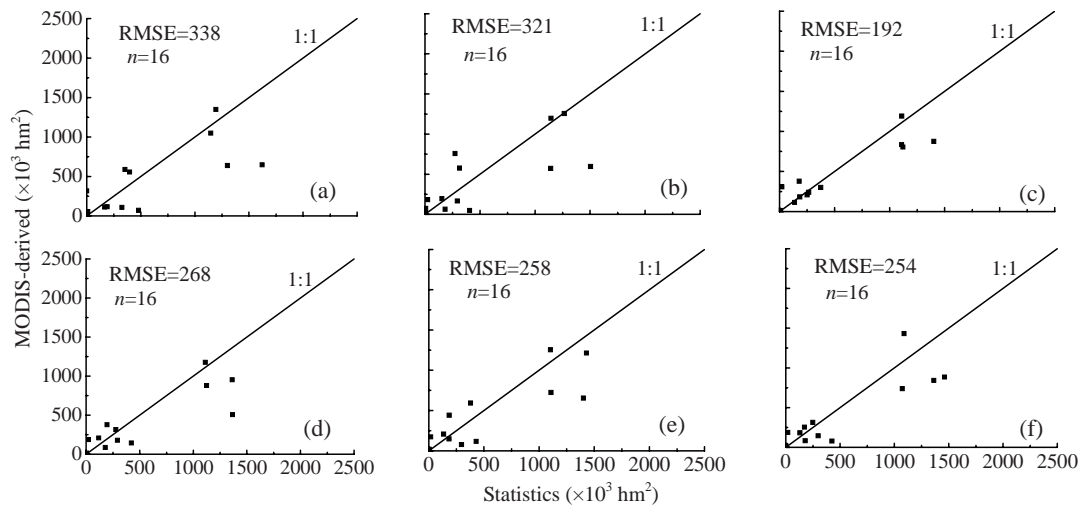 2500
2000
1500
1000
500
0
RMSE=338
n=16
1:1
(a)
RMSE=321
n=16
1:1
(b)
RMSE=192
n=16
1:1
(c)
MODIS-derived (×10³ hm²)
2500
2000
1500
1000
500
0
RMSE=268
n=16
1:1
(d)
RMSE=258
n=16
1:1
(e)
RMSE=254
n=16
1:1
(f)
0 500 1000 1500 2000 2500
0 500 1000 1500 2000 2500
0 500 1000 1500 2000 2500
Statistics (×10³ hm²)